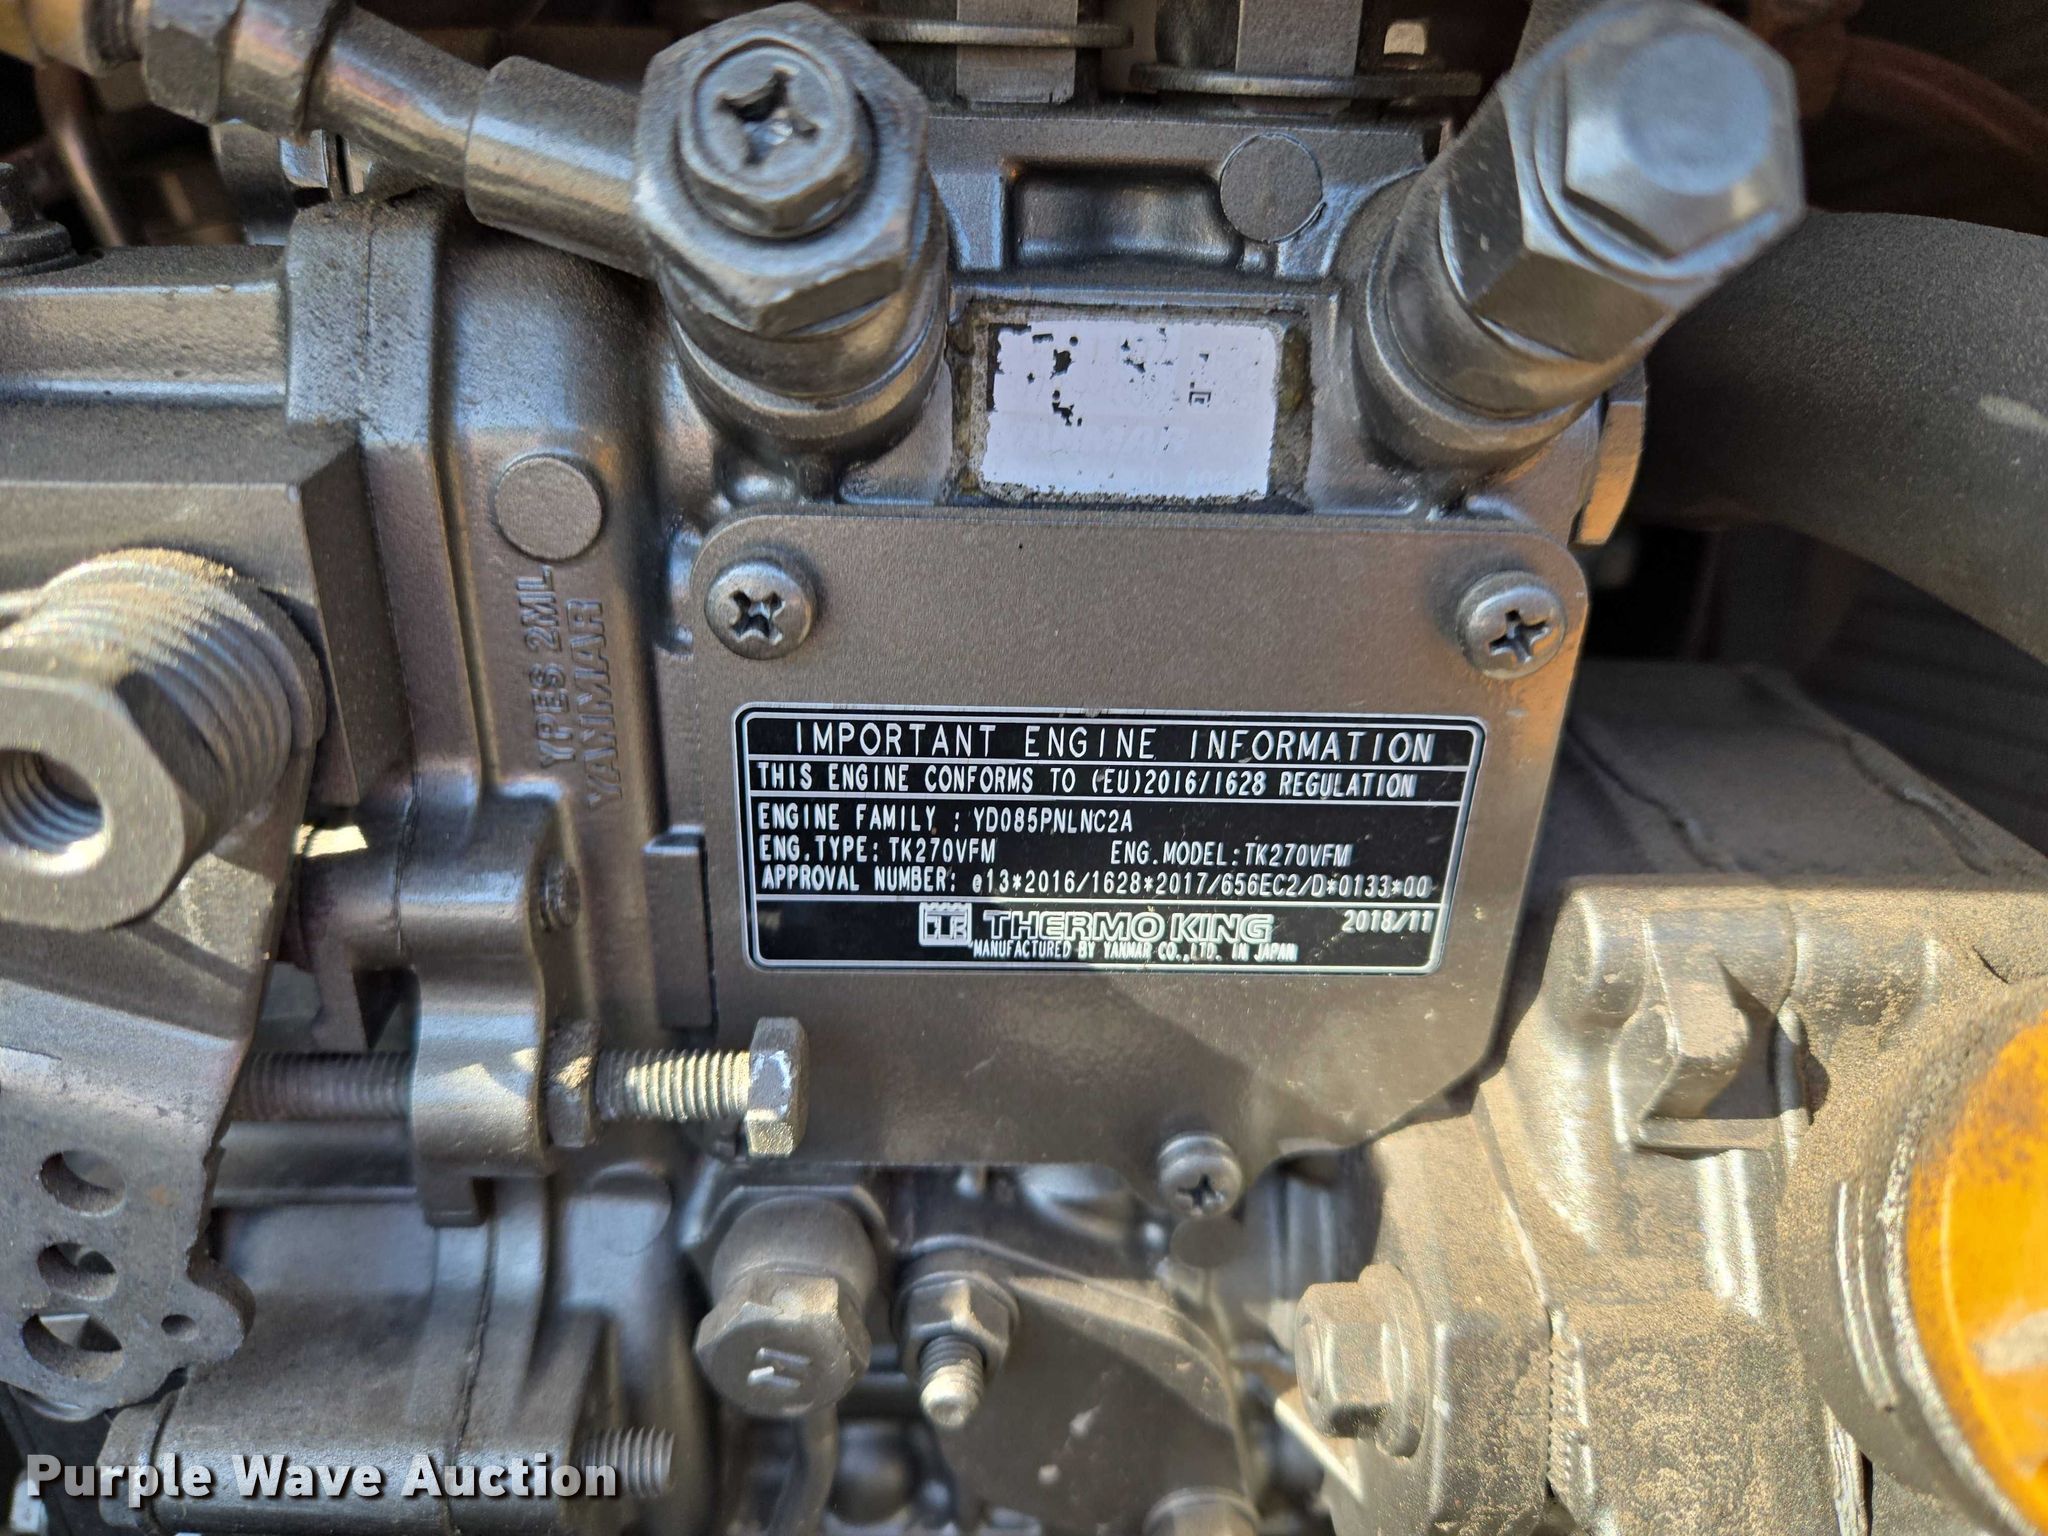 TYPES 2ML
YANMAR
IMPORTANT ENGINE INFORMATION
THIS ENGINE CONFORMS TO (EU)2016/1628 REGULATION
ENGINE FAMILY : YD085PNLNC2A
ENG.TYPE: TK270VFM ENG.MODEL: TK270VFM
APPROVAL NUMBER: e13*2016/1628*2017/656EC2/D*0133*00
THERMO KING 2018/11
MANUFACTURED BY YANMAR CO.,LTD. IN JAPAN
Purple Wave Auction